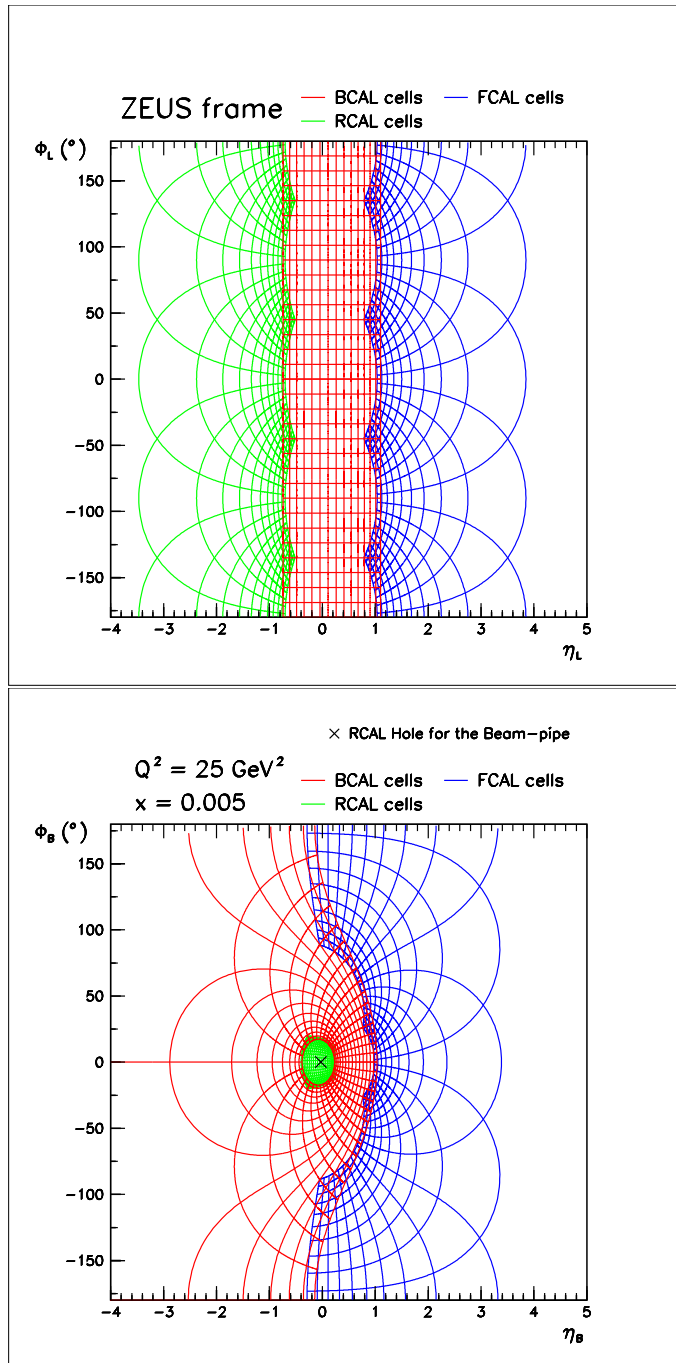 ZEUS frame
BCAL cells FCAL cells
RCAL cells
ϕL (°)
150
100
50
0
-50
-100
-150
-4 -3 -2 -1 0 1 2 3 4 5
ηL
× RCAL Hole for the Beam-pipe
Q² = 25 GeV²
BCAL cells FCAL cells
x = 0.005
RCAL cells
ϕB (°)
150
100
50
0
-50
-100
-150
-4 -3 -2 -1 0 1 2 3 4 5
ηB